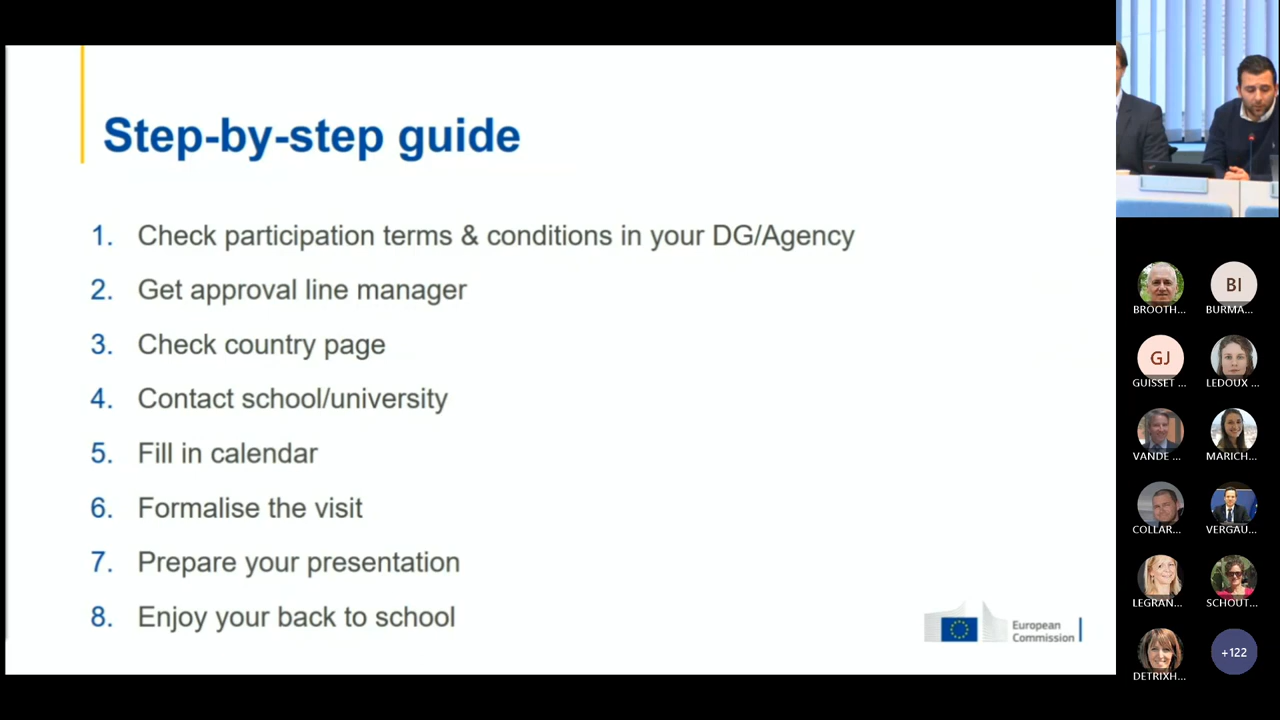 Step-by-step guide
1. Check participation terms & conditions in your DG/Agency
2. Get approval line manager
3. Check country page
4. Contact school/university
5. Fill in calendar
6. Formalise the visit
7. Prepare your presentation
8. Enjoy your back to school
European
Commission
BI
BROOTH... BURMA...
GJ
GUISSET ... LEDOUX ...
VANDE ... MARICH...
COLLAR... VERGAU...
LEGRAN... SCHOUT...
+122
DETRIXH...